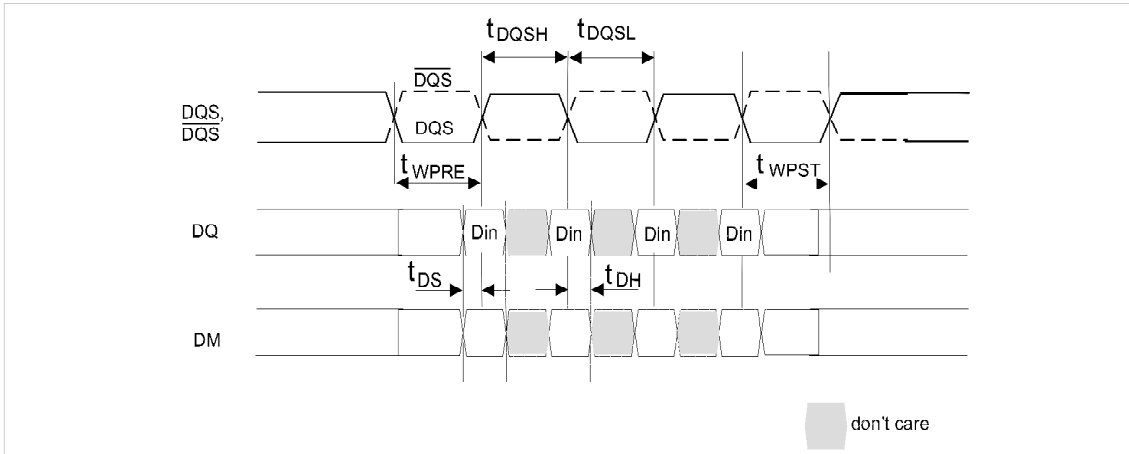 tDQSH
tDQSL
DQS
DQS,
DQS
DQS
tWPRE
tWPST
DQ
Din
Din
Din
Din
tDS
tDH
DM
don't care